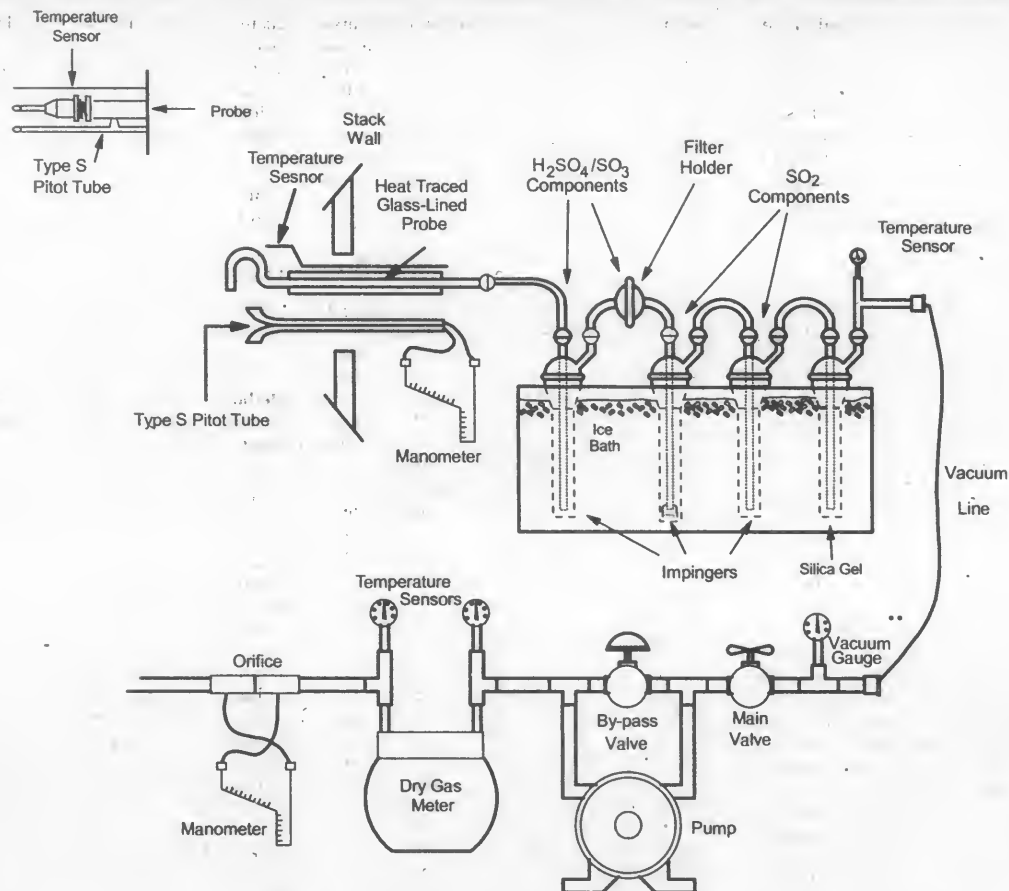 Temperature
Sensor
Probe
Type S
Pitot Tube
Stack
Wall
Temperature
Sesnor
Heat Traced
Glass-Lined
Probe
H2SO4/SO3
Components
Filter
Holder
SO2
Components
Temperature
Sensor
Type S Pitot Tube
Manometer
Ice
Bath
Vacuum
Line
Impingers
Silica Gel
Temperature
Sensors
Orifice
Vacuum
Gauge
By-pass
Valve
Main
Valve
Dry Gas
Meter
Manometer
Pump